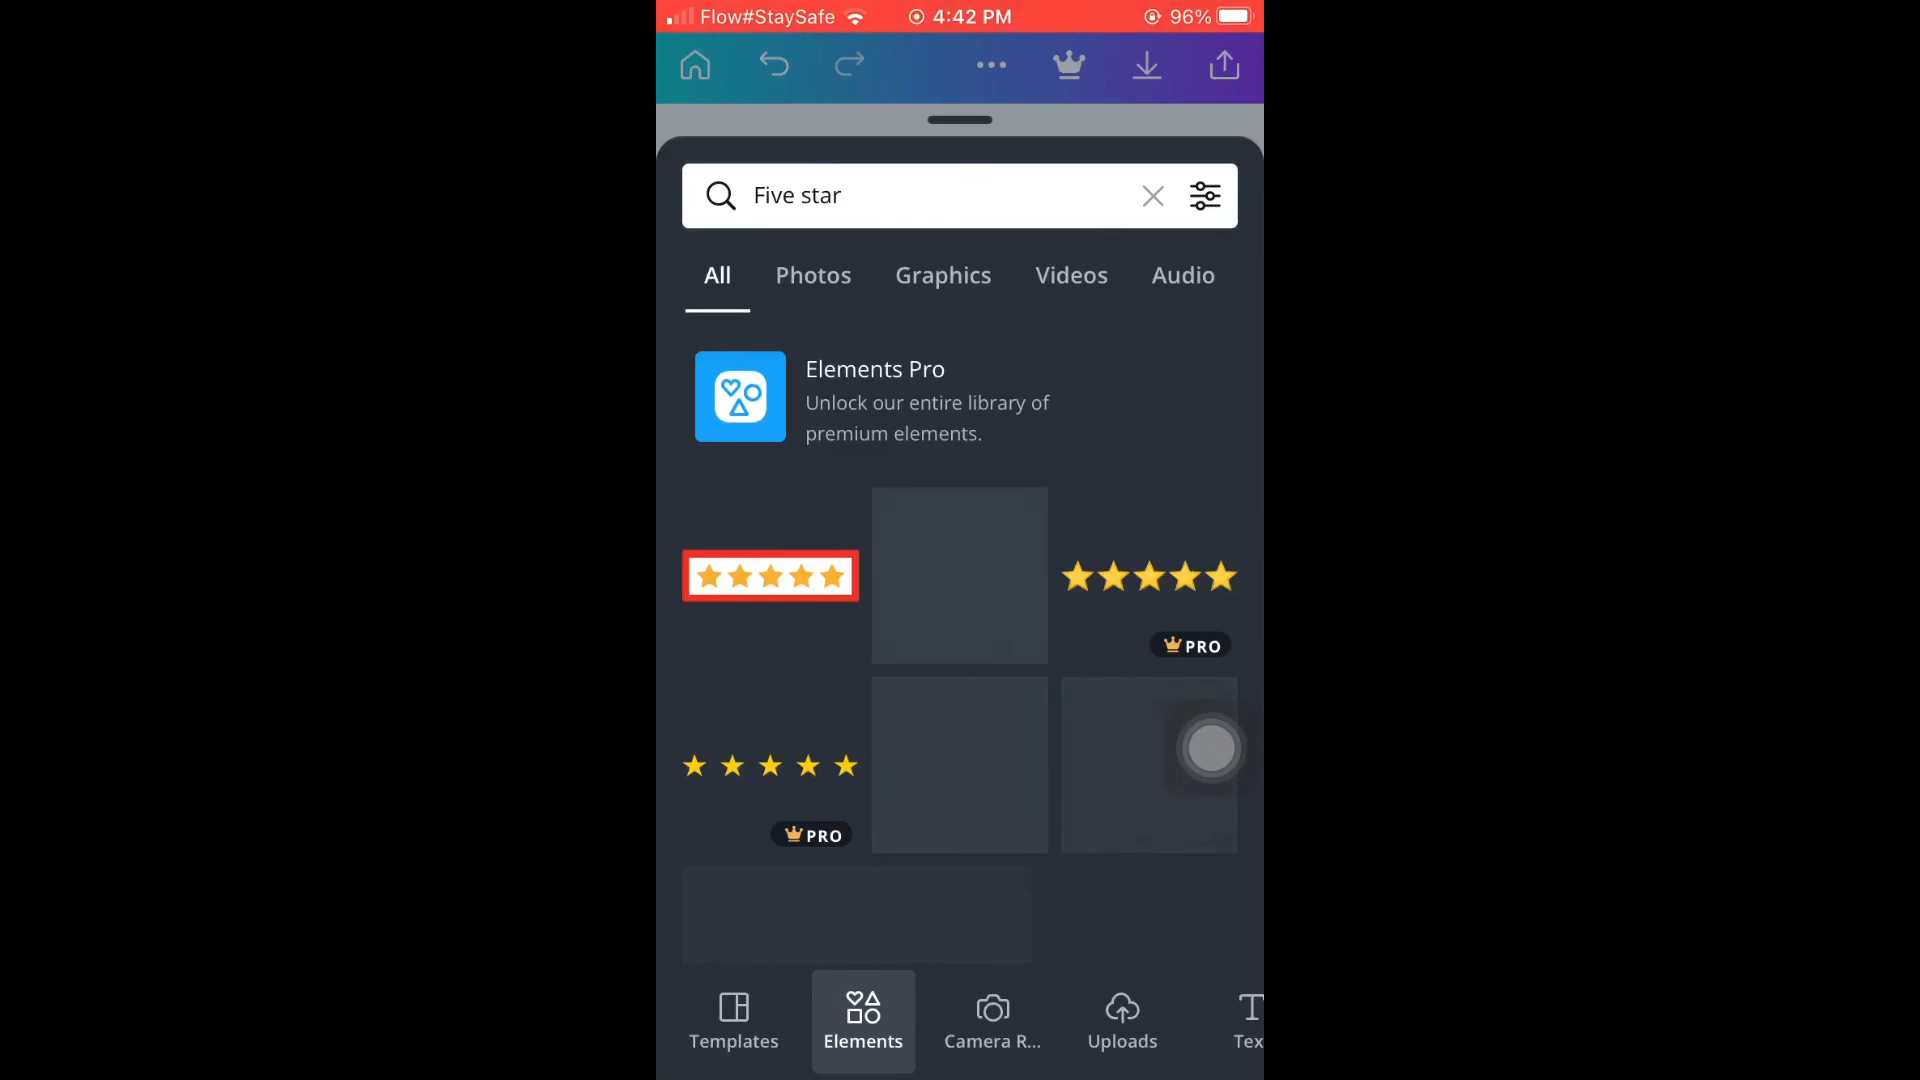 Flow#StaySafe 4:42 PM 96%
Five star
All Photos Graphics Videos Audio
Elements Pro
Unlock our entire library of
premium elements.
PRO
PRO
Templates Elements Camera R... Uploads Tex